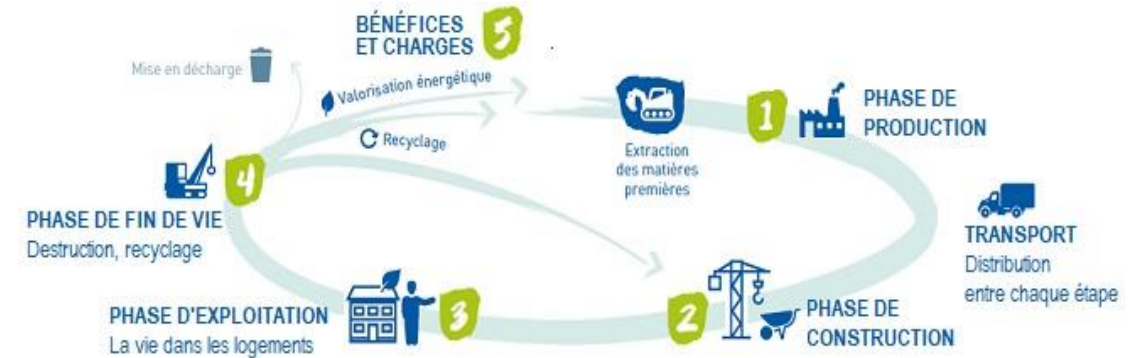 BÉNÉFICES
ET CHARGES
5
Mise en décharge
Valorisation énergétique
Recyclage
Extraction
des matières
premières
1
PHASE DE
PRODUCTION
TRANSPORT
Distribution
entre chaque étape
2
PHASE DE
CONSTRUCTION
3
PHASE D'EXPLOITATION
La vie dans les logements
4
PHASE DE FIN DE VIE
Destruction, recyclage